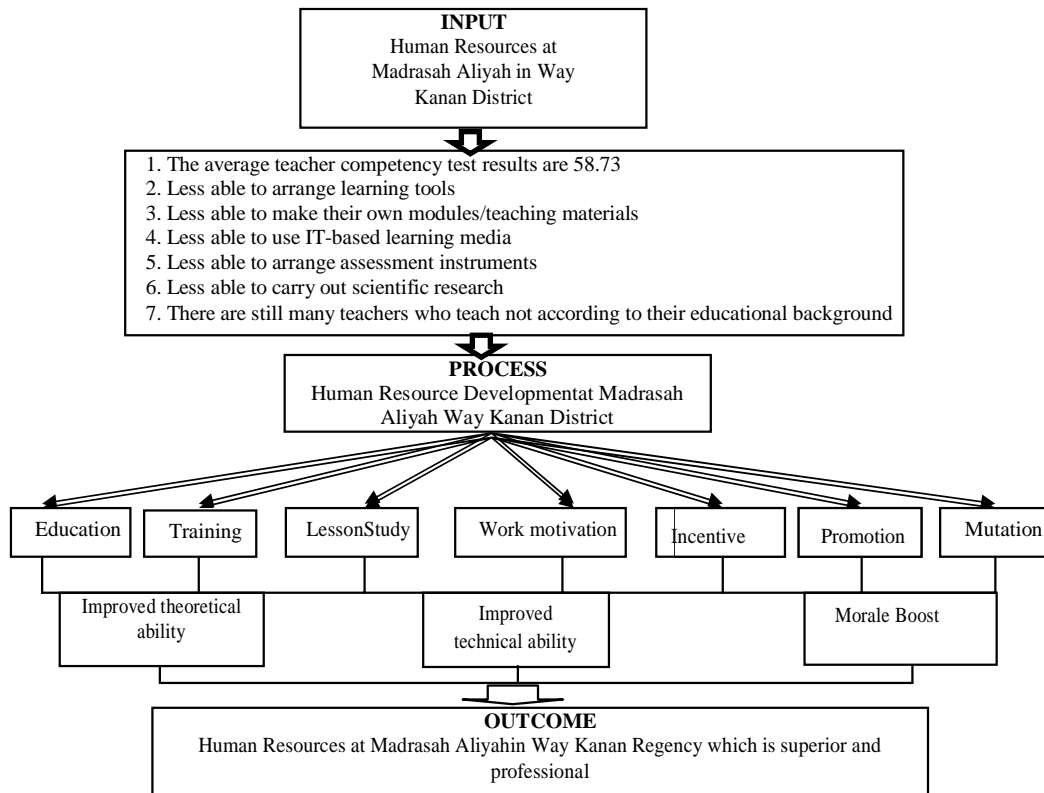 INPUT
Human Resources at
Madrasah Aliyah in Way
Kanan District
1. The average teacher competency test results are 58.73
2. Less able to arrange learning tools
3. Less able to make their own modules/teaching materials
4. Less able to use IT-based learning media
5. Less able to arrange assessment instruments
6. Less able to carry out scientific research
7. There are still many teachers who teach not according to their educational background
PROCESS
Human Resource Developmentat Madrasah
Aliyah Way Kanan District
Education
Training
LessonStudy
Work motivation
Incentive
Promotion
Mutation
Improved theoretical
ability
Improved
technical ability
Morale Boost
OUTCOME
Human Resources at Madrasah Aliyahin Way Kanan Regency which is superior and
professional